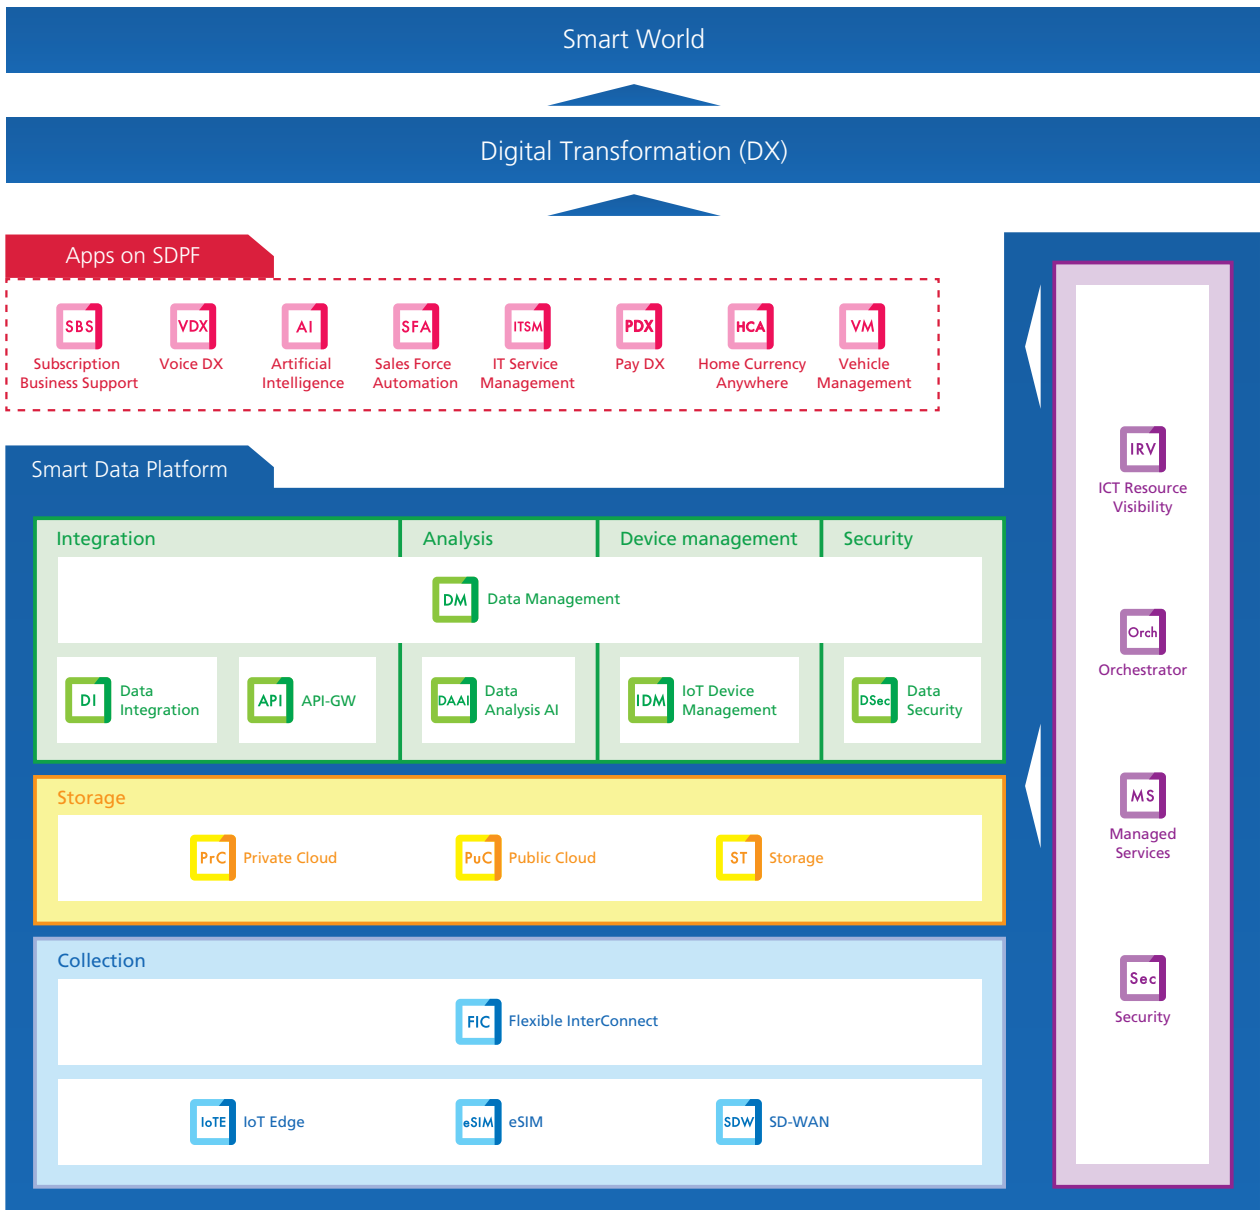 Smart World
Digital Transformation (DX)
Apps on SDPF
SBS
Subscription
Business Support
VDX
Voice DX
AI
Artificial
Intelligence
SFA
Sales Force
Automation
ITSM
IT Service
Management
PDX
Pay DX
HCA
Home Currency
Anywhere
VM
Vehicle
Management
Smart Data Platform
Integration
Analysis
Device management
Security
DM
Data Management
DI
Data
Integration
API
API-GW
DAAI
Data
Analysis AI
IDM
IoT Device
Management
DSec
Data
Security
Storage
PrC
Private Cloud
PuC
Public Cloud
ST
Storage
Collection
FIC
Flexible InterConnect
IoTE
IoT Edge
eSIM
eSIM
SDW
SD-WAN
IRV
ICT Resource
Visibility
Orch
Orchestrator
MS
Managed
Services
Sec
Security